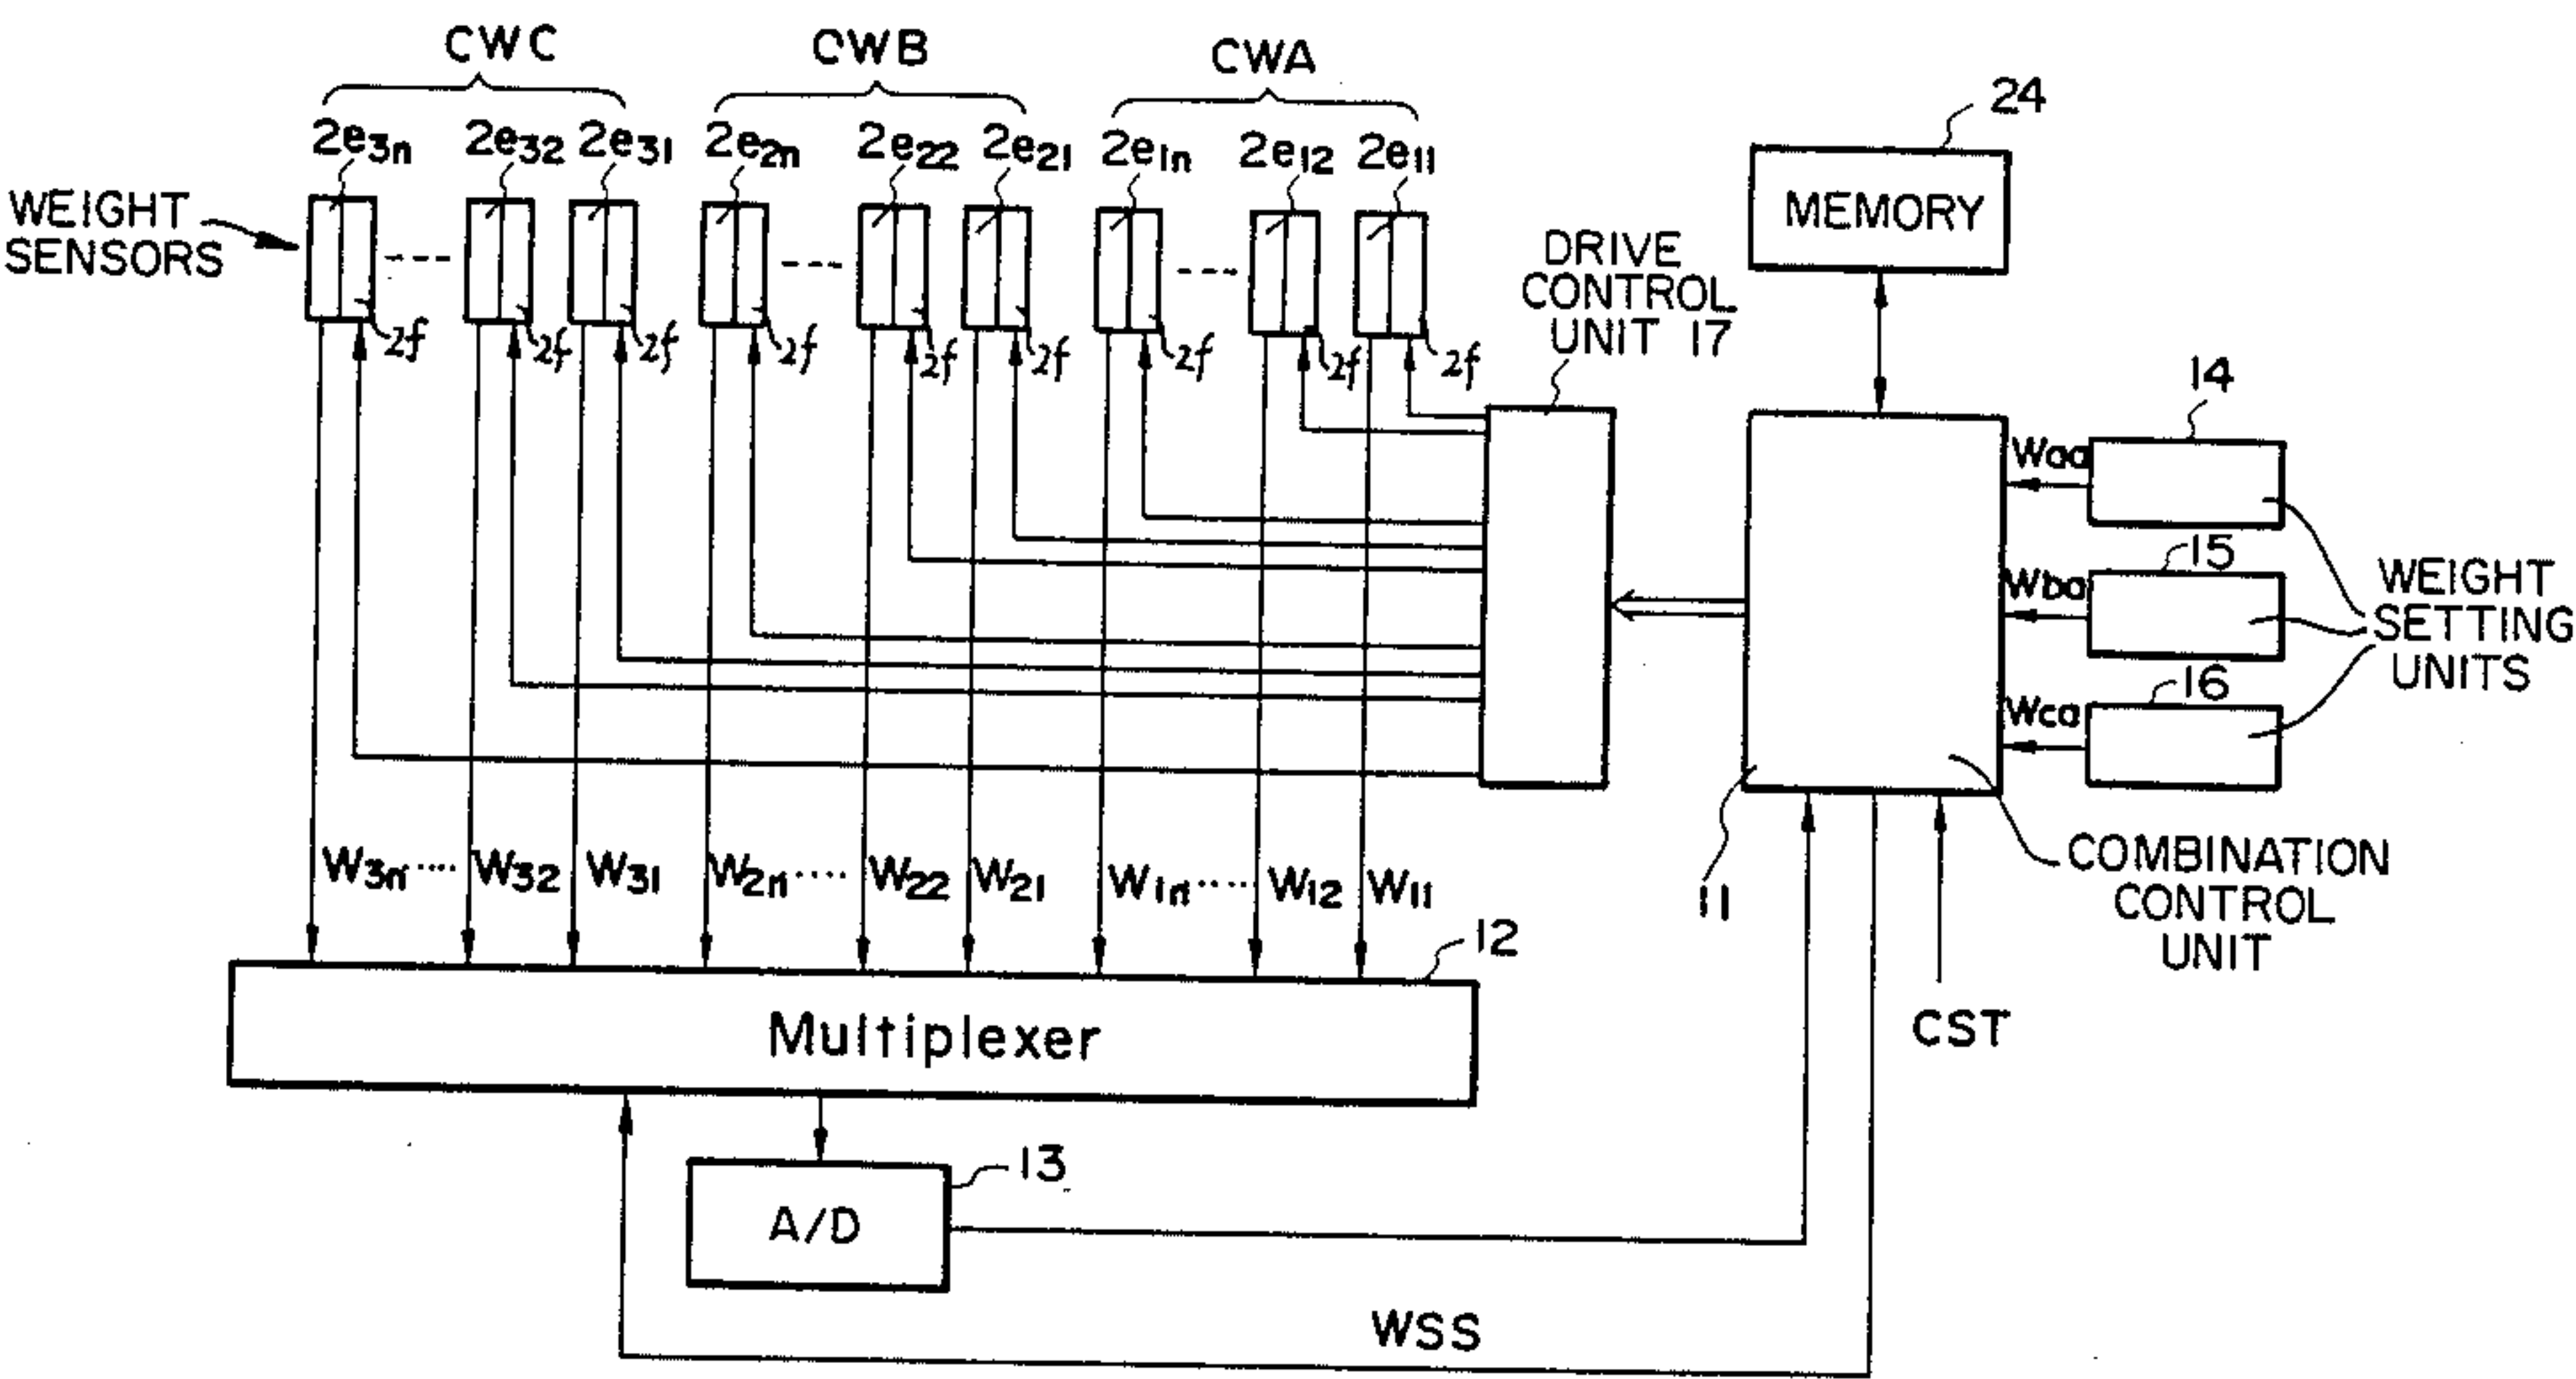 CWC CWB CWA
24
2e3n 2e32 2e31 2e2n 2e22 2e21 2e1n 2e12 2e11
WEIGHT
SENSORS
MEMORY
DRIVE
CONTROL
UNIT 17
2f 2f 2f 2f 2f 2f 2f 2f 2f
14
Waa
15
Wba
WEIGHT
SETTING
UNITS
16
Wca
W3n ···· W32 W31 W2n ···· W22 W21 W1n ···· W12 W11
11
COMBINATION
CONTROL
UNIT
12
Multiplexer
CST
13
A/D
WSS